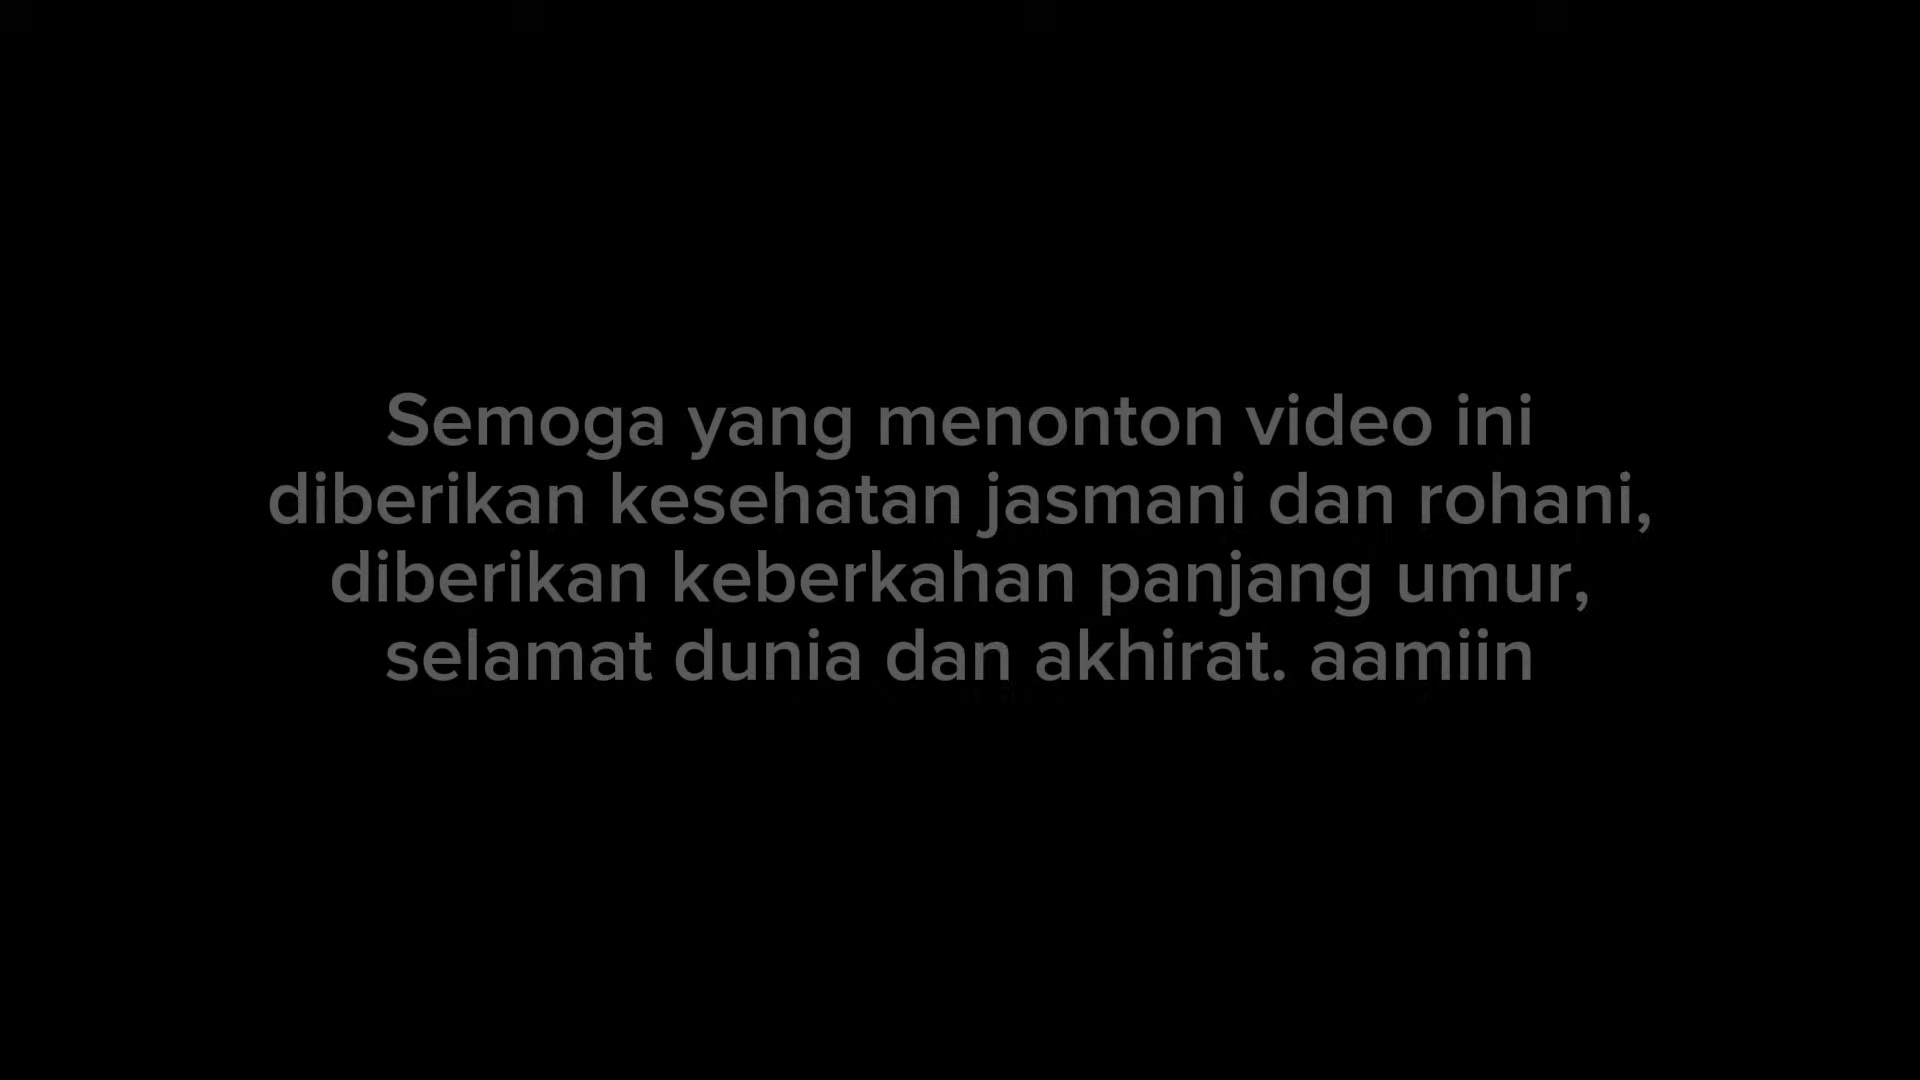 Semoga yang menonton video ini
diberikan kesehatan jasmani dan rohani,
diberikan keberkahan panjang umur,
selamat dunia dan akhirat. aamiin